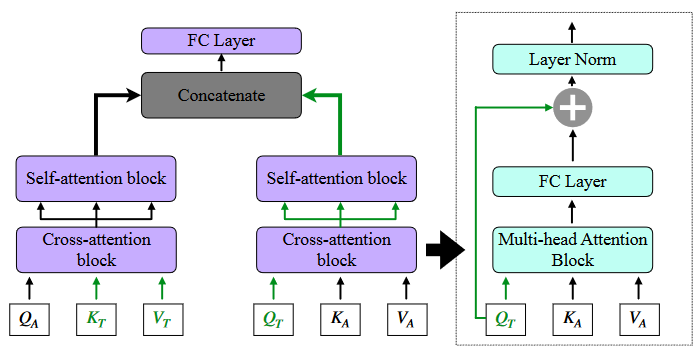 FC Layer
Concatenate
Self-attention block
Self-attention block
Cross-attention
block
Cross-attention
block
Q_A
K_T
V_T
Q_T
K_A
V_A
Layer Norm
FC Layer
Multi-head Attention
Block
Q_T
K_A
V_A